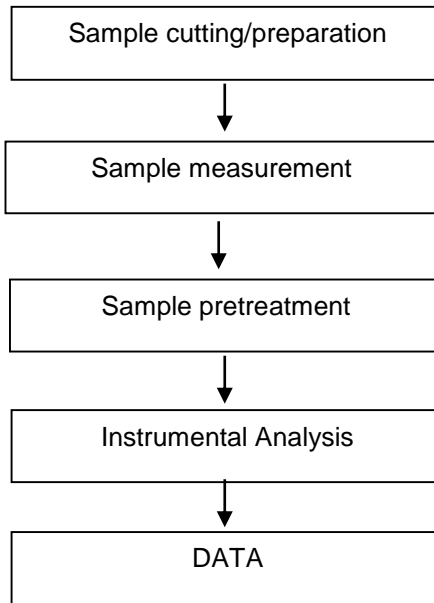 Sample cutting/preparation
Sample measurement
Sample pretreatment
Instrumental Analysis
DATA